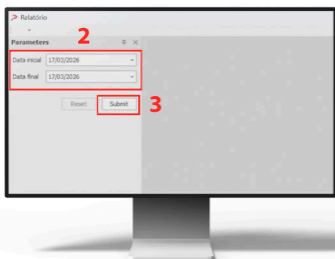 Relatório
2
Parameters
Data inicial 17/03/2026
Data final 17/03/2026
Reset Submit 3